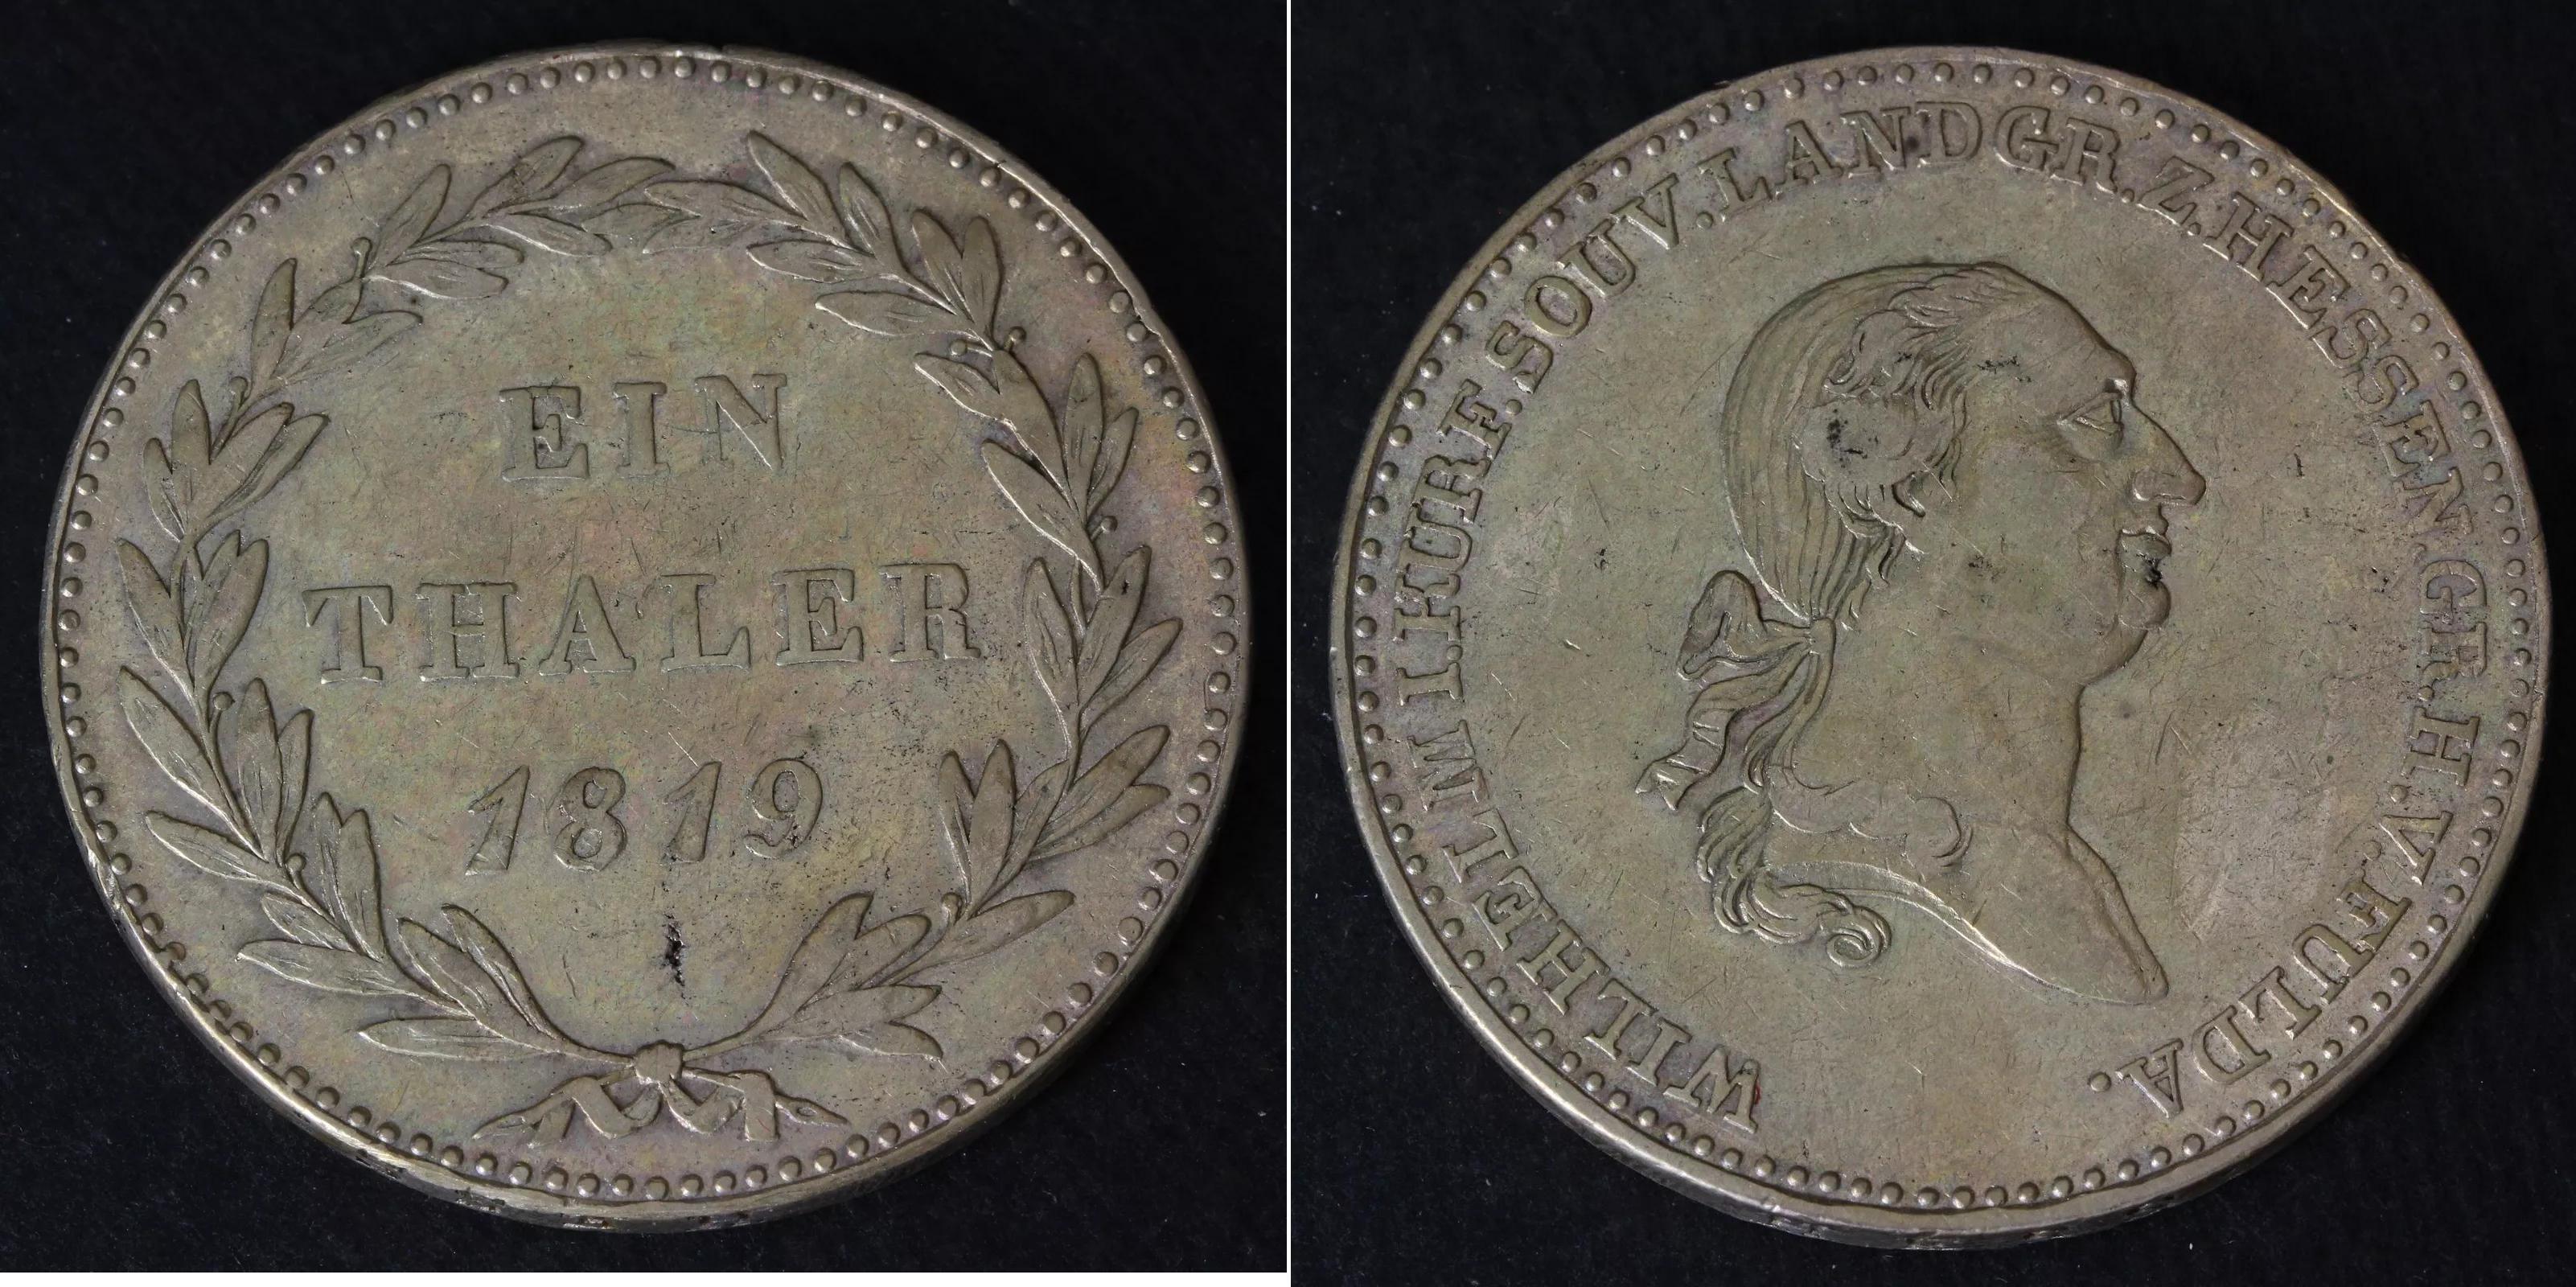 EIN
THALER
1819
WILHELM I.KURF.SOUV.LANDGR.Z.HESSEN.GR.H.V.FULDA.